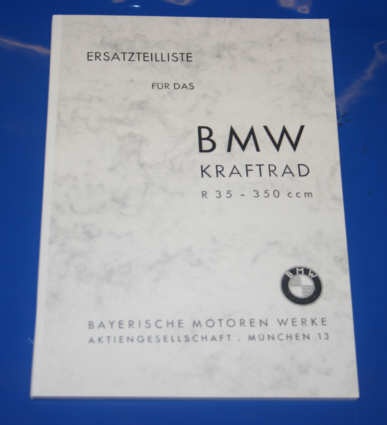 ERSATZTEILLISTE
FÜR DAS
BMW
KRAFTRAD
R 35 - 350 ccm
BMW
BAYERISCHE MOTOREN WERKE
AKTIENGESELLSCHAFT . MÜNCHEN 13